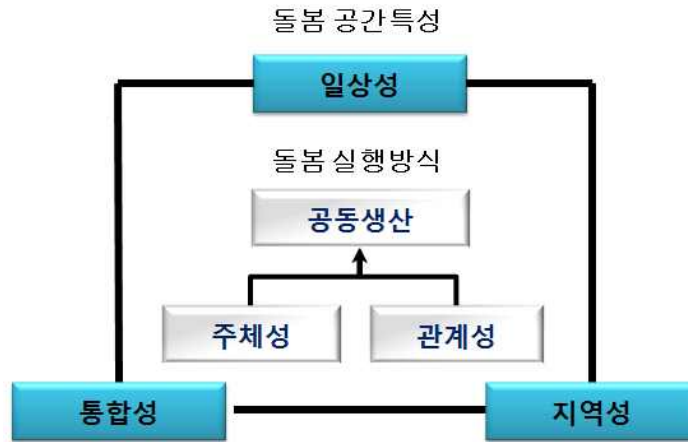 돌봄 공간특성
일상성
돌봄 실행방식
공동생산
주체성
관계성
통합성
지역성